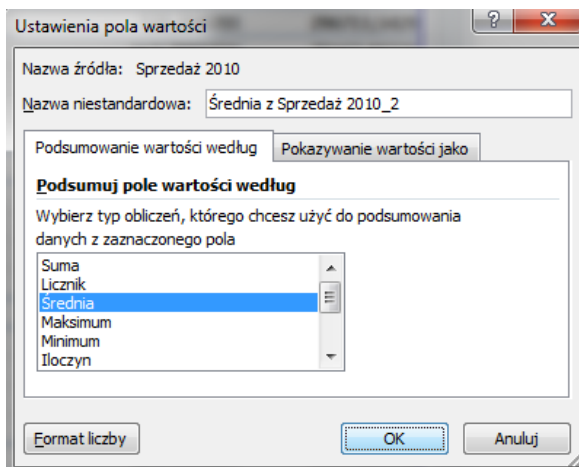 Ustawienia pola wartości
Nazwa źródła: Sprzedaż 2010
Nazwa niestandardowa: Średnia z Sprzedaż 2010_2
Podsumowanie wartości według Pokazywanie wartości jako
Podsumuj pole wartości według
Wybierz typ obliczeń, którego chcesz użyć do podsumowania
danych z zaznaczonego pola
Suma
Licznik
Średnia
Maksimum
Minimum
Iloczyn
Format liczby OK Anuluj